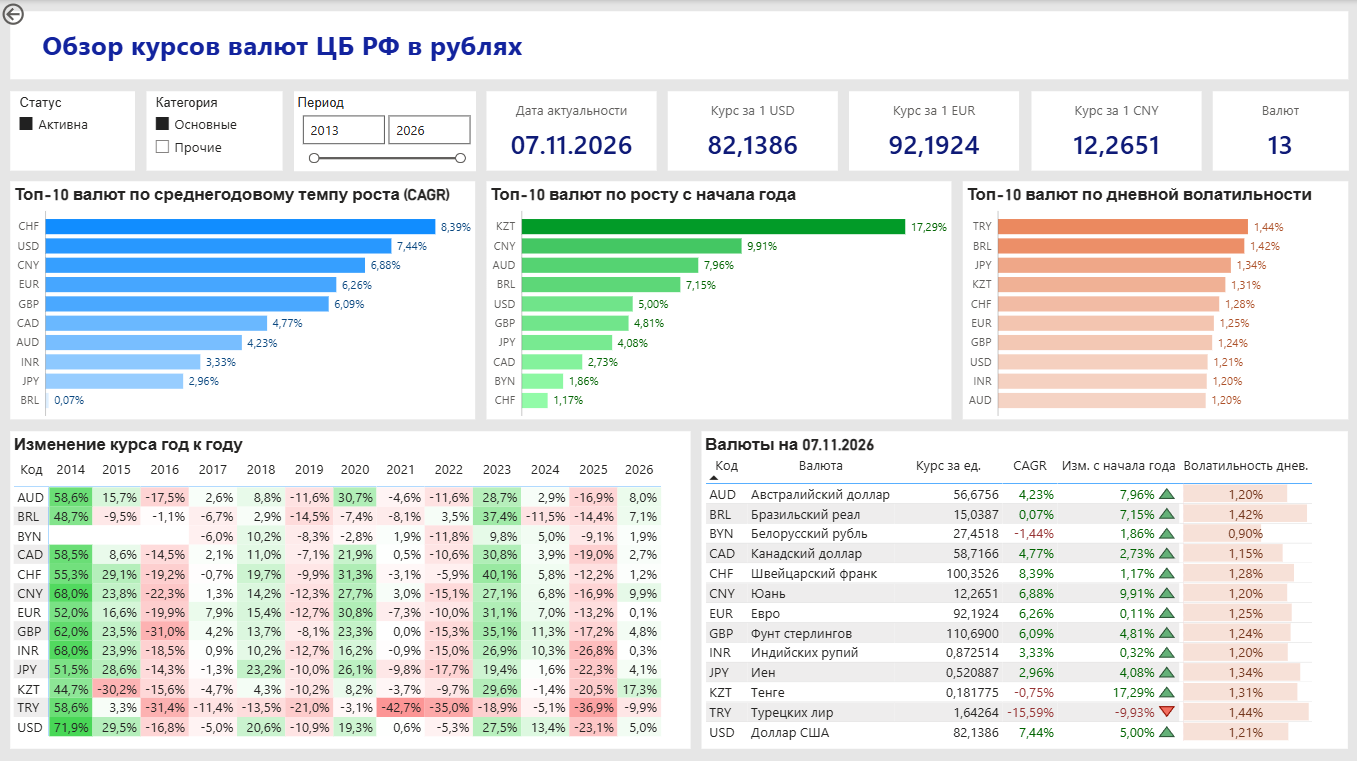 Обзор курсов валют ЦБ РФ в рублях
Статус
Активна
Категория
Основные
Прочие
Период
2013 2026
Дата актуальности
07.11.2026
Курс за 1 USD
82,1386
Курс за 1 EUR
92,1924
Курс за 1 CNY
12,2651
Валют
13
Топ-10 валют по среднегодовому темпу роста (CAGR)
CHF 8,39%
USD 7,44%
CNY 6,88%
EUR 6,26%
GBP 6,09%
CAD 4,77%
AUD 4,23%
INR 3,33%
JPY 2,96%
BRL 0,07%
Топ-10 валют по росту с начала года
KZT 17,29%
CNY 9,91%
AUD 7,96%
BRL 7,15%
USD 5,00%
GBP 4,81%
JPY 4,08%
CAD 2,73%
BYN 1,86%
CHF 1,17%
Топ-10 валют по дневной волатильности
TRY 1,44%
BRL 1,42%
JPY 1,34%
KZT 1,31%
CHF 1,28%
EUR 1,25%
GBP 1,24%
USD 1,21%
INR 1,20%
AUD 1,20%
Изменение курса год к году
Код 2014 2015 2016 2017 2018 2019 2020 2021 2022 2023 2024 2025 2026
AUD 58,6% 15,7% -17,5% 2,6% 8,8% -11,6% 30,7% -4,6% -11,6% 28,7% 2,9% -16,9% 8,0%
BRL 48,7% -9,5% -1,1% -6,7% 2,9% -14,5% -7,4% -8,1% 3,5% 37,4% -11,5% -14,4% 7,1%
BYN -6,0% 10,2% -8,3% -2,8% 1,9% -11,8% 9,8% 5,0% -9,1% 1,9%
CAD 58,5% 8,6% -14,5% 2,1% 11,0% -7,1% 21,9% 0,5% -10,6% 30,8% 3,9% -19,0% 2,7%
CHF 55,3% 29,1% -19,2% -0,7% 19,7% -9,9% 31,3% -3,1% -5,9% 40,1% 5,8% -12,2% 1,2%
CNY 68,0% 23,8% -22,3% 1,3% 14,2% -12,3% 27,7% 3,0% -15,1% 27,1% 6,8% -16,9% 9,9%
EUR 52,0% 16,6% -19,9% 7,9% 15,4% -12,7% 30,8% -7,3% -10,0% 31,1% 7,0% -13,2% 0,1%
GBP 62,0% 23,5% -31,0% 4,2% 13,7% -8,1% 23,3% 0,0% -15,3% 35,1% 11,3% -17,2% 4,8%
INR 68,0% 23,9% -18,5% 0,9% 10,2% -12,7% 16,2% -0,9% -15,0% 26,9% 10,3% -26,8% 0,3%
JPY 51,5% 28,6% -14,3% -1,3% 23,2% -10,0% 26,1% -9,8% -17,7% 19,4% 1,6% -22,3% 4,1%
KZT 44,7% -30,2% -15,6% -4,7% 4,3% -10,2% 8,2% -3,7% -9,7% 29,6% -1,4% -20,5% 17,3%
TRY 58,6% 3,3% -31,4% -11,4% -13,5% -21,0% -3,1% -42,7% -35,0% -18,9% -5,1% -36,9% -9,9%
USD 71,9% 29,5% -16,8% -5,0% 20,6% -10,9% 19,3% 0,6% -5,3% 27,5% 13,4% -23,1% 5,0%
Валюты на 07.11.2026
Код Валюта Курс за ед. CAGR Изм. с начала года Волатильность днев.
AUD Австралийский доллар 56,6756 4,23% 7,96% 1,20%
BRL Бразильский реал 15,0387 0,07% 7,15% 1,42%
BYN Белорусский рубль 27,4518 -1,44% 1,86% 0,90%
CAD Канадский доллар 58,7166 4,77% 2,73% 1,15%
CHF Швейцарский франк 100,3526 8,39% 1,17% 1,28%
CNY Юань 12,2651 6,88% 9,91% 1,20%
EUR Евро 92,1924 6,26% 0,11% 1,25%
GBP Фунт стерлингов 110,6900 6,09% 4,81% 1,24%
INR Индийских рупий 0,872514 3,33% 0,32% 1,20%
JPY Иен 0,520887 2,96% 4,08% 1,34%
KZT Тенге 0,181775 -0,75% 17,29% 1,31%
TRY Турецких лир 1,64264 -15,59% -9,93% 1,44%
USD Доллар США 82,1386 7,44% 5,00% 1,21%